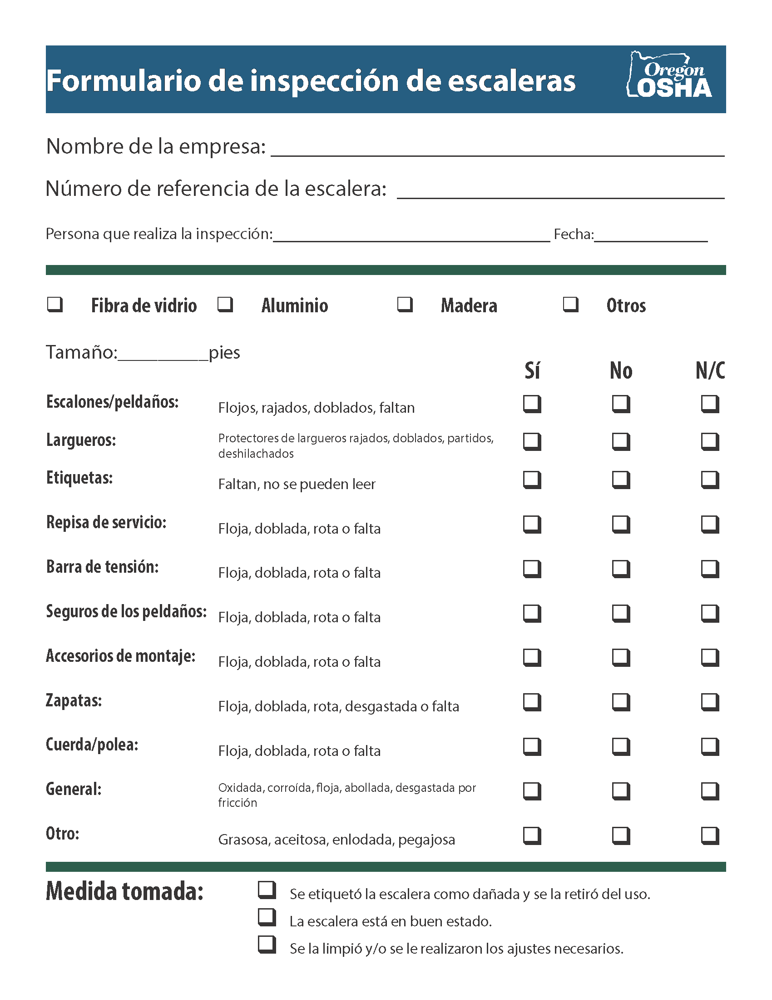 Formulario de inspección de escaleras
Oregon
OSHA
Nombre de la empresa:
Número de referencia de la escalera:
Persona que realiza la inspección: Fecha:
Fibra de vidrio Aluminio Madera Otros
Tamaño:_________pies
Sí No N/C
Escalones/peldaños: Flojos, rajados, doblados, faltan
Largueros: Protectores de largueros rajados, doblados, partidos,
deshilachados
Etiquetas: Faltan, no se pueden leer
Repisa de servicio: Floja, doblada, rota o falta
Barra de tensión: Floja, doblada, rota o falta
Seguros de los peldaños: Floja, doblada, rota o falta
Accesorios de montaje: Floja, doblada, rota o falta
Zapatas: Floja, doblada, rota, desgastada o falta
Cuerda/polea: Floja, doblada, rota o falta
General: Oxidada, corroída, floja, abollada, desgastada por
fricción
Otro: Grasosa, aceitosa, enlodada, pegajosa
Medida tomada: Se etiquetó la escalera como dañada y se la retiró del uso.
La escalera está en buen estado.
Se la limpió y/o se le realizaron los ajustes necesarios.